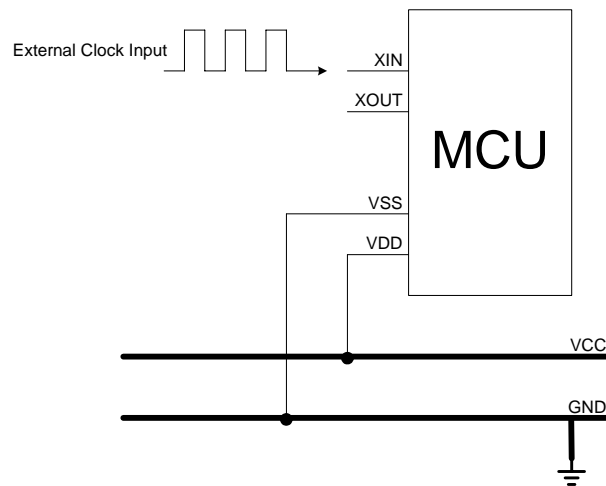 External Clock Input
XIN
XOUT
MCU
VSS
VDD
VCC
GND